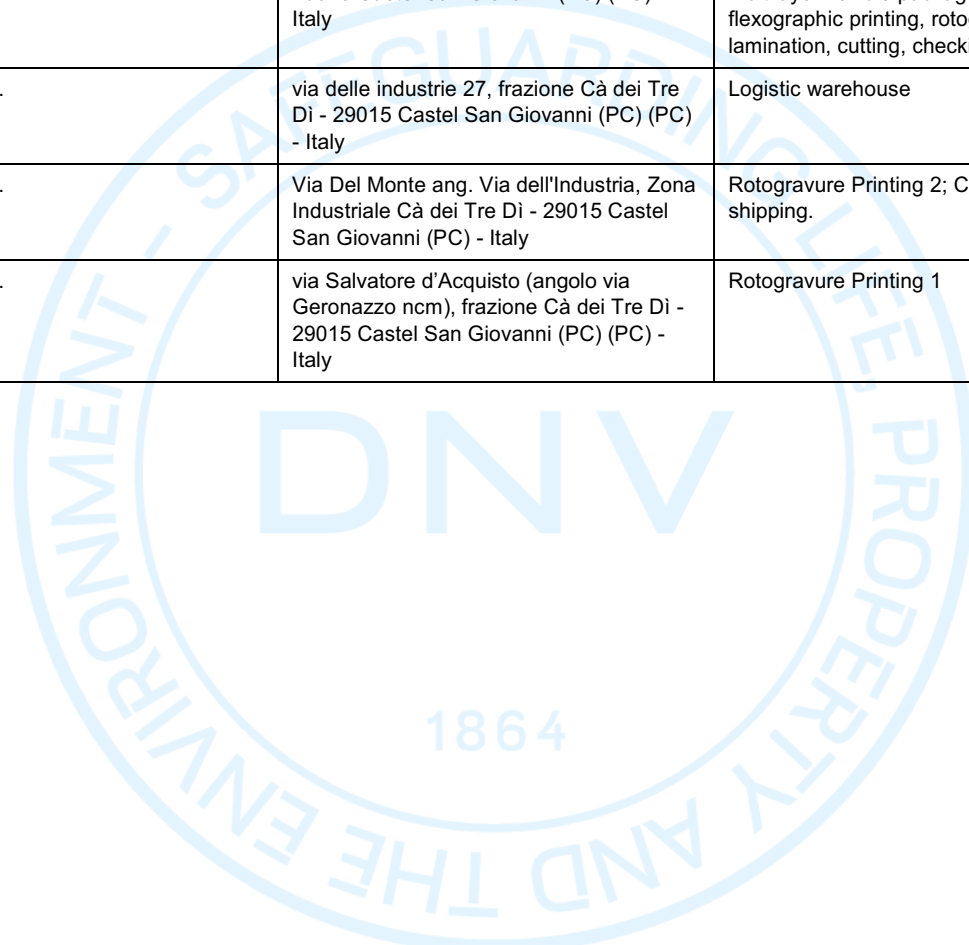 Italy
flexographic printing,
lamination, cutting,
.
via delle industrie 27, frazione Cà dei Tre
Dì - 29015 Castel San Giovanni (PC) (PC)
- Italy
Logistic warehouse
.
Via Del Monte ang. Via dell'Industria, Zona
Industriale Cà dei Tre Dì - 29015 Castel
San Giovanni (PC) - Italy
Rotogravure Printing 2;
shipping.
.
via Salvatore d’Acquisto (angolo via
Geronazzo ncm), frazione Cà dei Tre Dì -
29015 Castel San Giovanni (PC) (PC) -
Italy
Rotogravure Printing 1
SAFEGUARDING LIFE, PROPERTY AND THE ENVIRONMENT -
DNV
1864